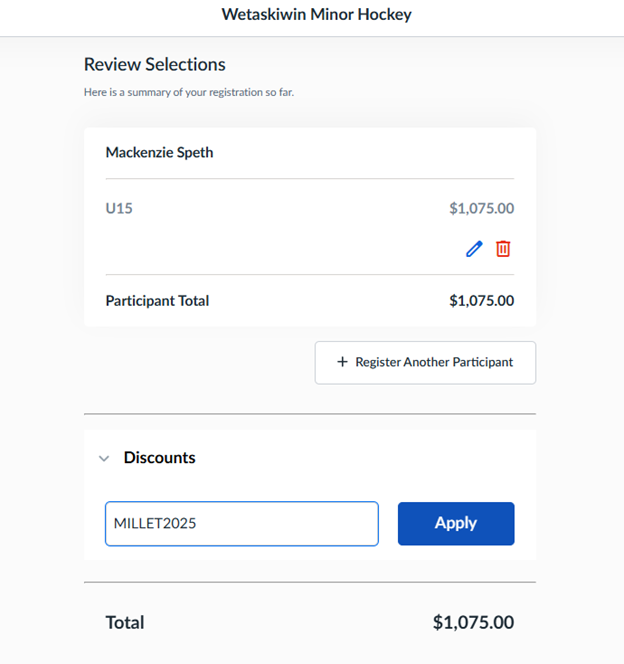 Wetaskiwin Minor Hockey
Review Selections
Here is a summary of your registration so far.
Mackenzie Speth
U15 $1,075.00
Participant Total $1,075.00
+ Register Another Participant
Discounts
MILLET2025 Apply
Total $1,075.00